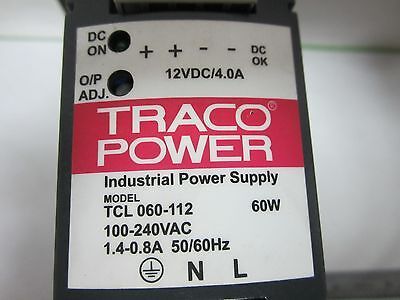 DC ON + + - - DC OK
12VDC/4.0A
O/P ADJ.
TRACO
POWER
Industrial Power Supply
MODEL
TCL 060-112 60W
100-240VAC
1.4-0.8A 50/60Hz
N L